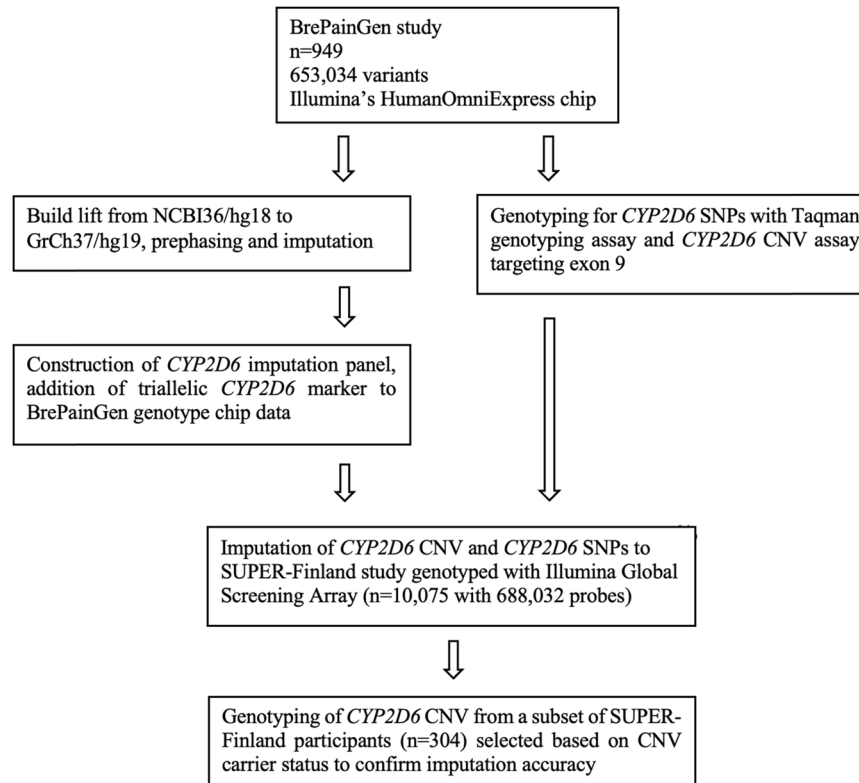 BrePainGen study
n=949
653,034 variants
Illumina's HumanOmniExpress chip
Build lift from NCBI36/hg18 to
GrCh37/hg19, prephasing and imputation
Genotyping for CYP2D6 SNPs with Taqman
genotyping assay and CYP2D6 CNV assay
targeting exon 9
Construction of CYP2D6 imputation panel,
addition of triallelic CYP2D6 marker to
BrePainGen genotype chip data
Imputation of CYP2D6 CNV and CYP2D6 SNPs to
SUPER-Finland study genotyped with Illumina Global
Screening Array (n=10,075 with 688,032 probes)
Genotyping of CYP2D6 CNV from a subset of SUPER-
Finland participants (n=304) selected based on CNV
carrier status to confirm imputation accuracy